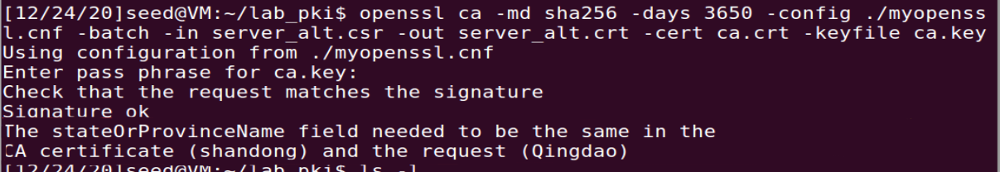 [12/24/20]seed@VM:~/lab_pki$ openssl ca -md sha256 -days 3650 -config ./myopenss
l.cnf -batch -in server_alt.csr -out server_alt.crt -cert ca.crt -keyfile ca.key
Using configuration from ./myopenssl.cnf
Enter pass phrase for ca.key:
Check that the request matches the signature
Signature ok
The stateOrProvinceName field needed to be the same in the
CA certificate (shandong) and the request (Qingdao)
[12/24/20]seed@VM:~/lab_pki$ ls -l